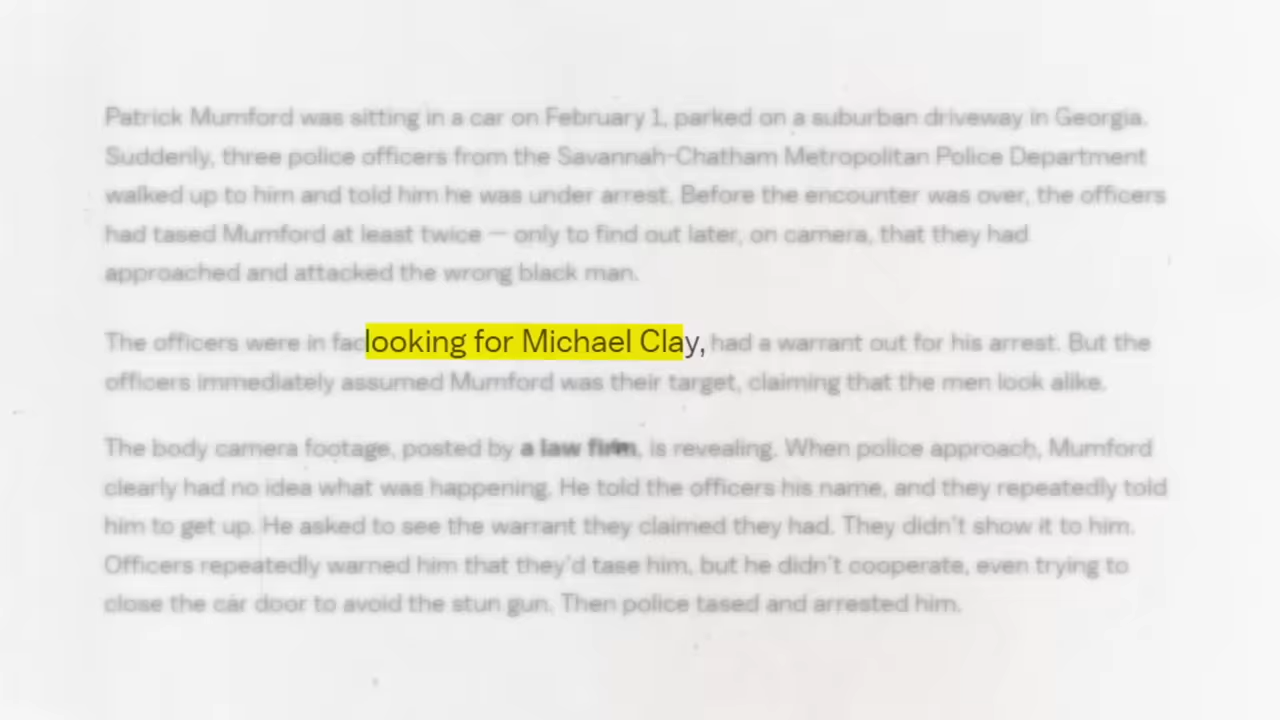 Patrick Mumford was sitting in a car on February 1, parked on a suburban driveway in Georgia.
Suddenly, three police officers from the Savannah-Chatham Metropolitan Police Department
walked up to him and told him he was under arrest. Before the encounter was over, the officers
had tased Mumford at least twice — only to find out later, on camera, that they had
approached and attacked the wrong black man.
The officers were in fac looking for Michael Clay, had a warrant out for his arrest. But the
officers immediately assumed Mumford was their target, claiming that the men look alike.
The body camera footage, posted by a law firm, is revealing. When police approach, Mumford
clearly had no idea what was happening. He told the officers his name, and they repeatedly told
him to get up. He asked to see the warrant they claimed they had. They didn't show it to him.
Officers repeatedly warned him that they'd tase him, but he didn't cooperate, even trying to
close the car door to avoid the stun gun. Then police tased and arrested him.